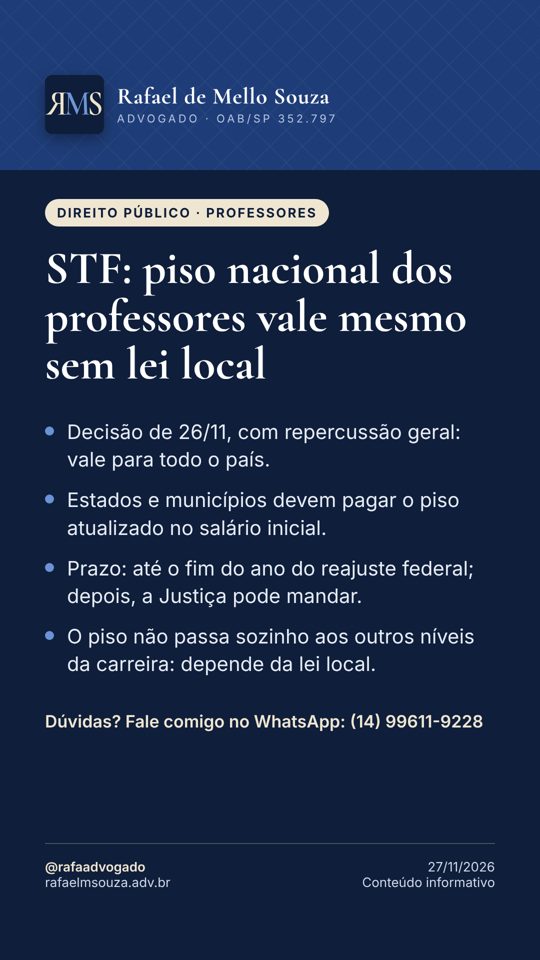 RMS
Rafael de Mello Souza
ADVOGADO · OAB/SP 352.797
DIREITO PÚBLICO · PROFESSORES
STF: piso nacional dos
professores vale mesmo
sem lei local
Decisão de 26/11, com repercussão geral:
vale para todo o país.
Estados e municípios devem pagar o piso
atualizado no salário inicial.
Prazo: até o fim do ano do reajuste federal;
depois, a Justiça pode mandar.
O piso não passa sozinho aos outros níveis
da carreira: depende da lei local.
Dúvidas? Fale comigo no WhatsApp: (14) 99611-9228
@rafaadvogado
27/11/2026
rafaelmsouza.adv.br
Conteúdo informativo